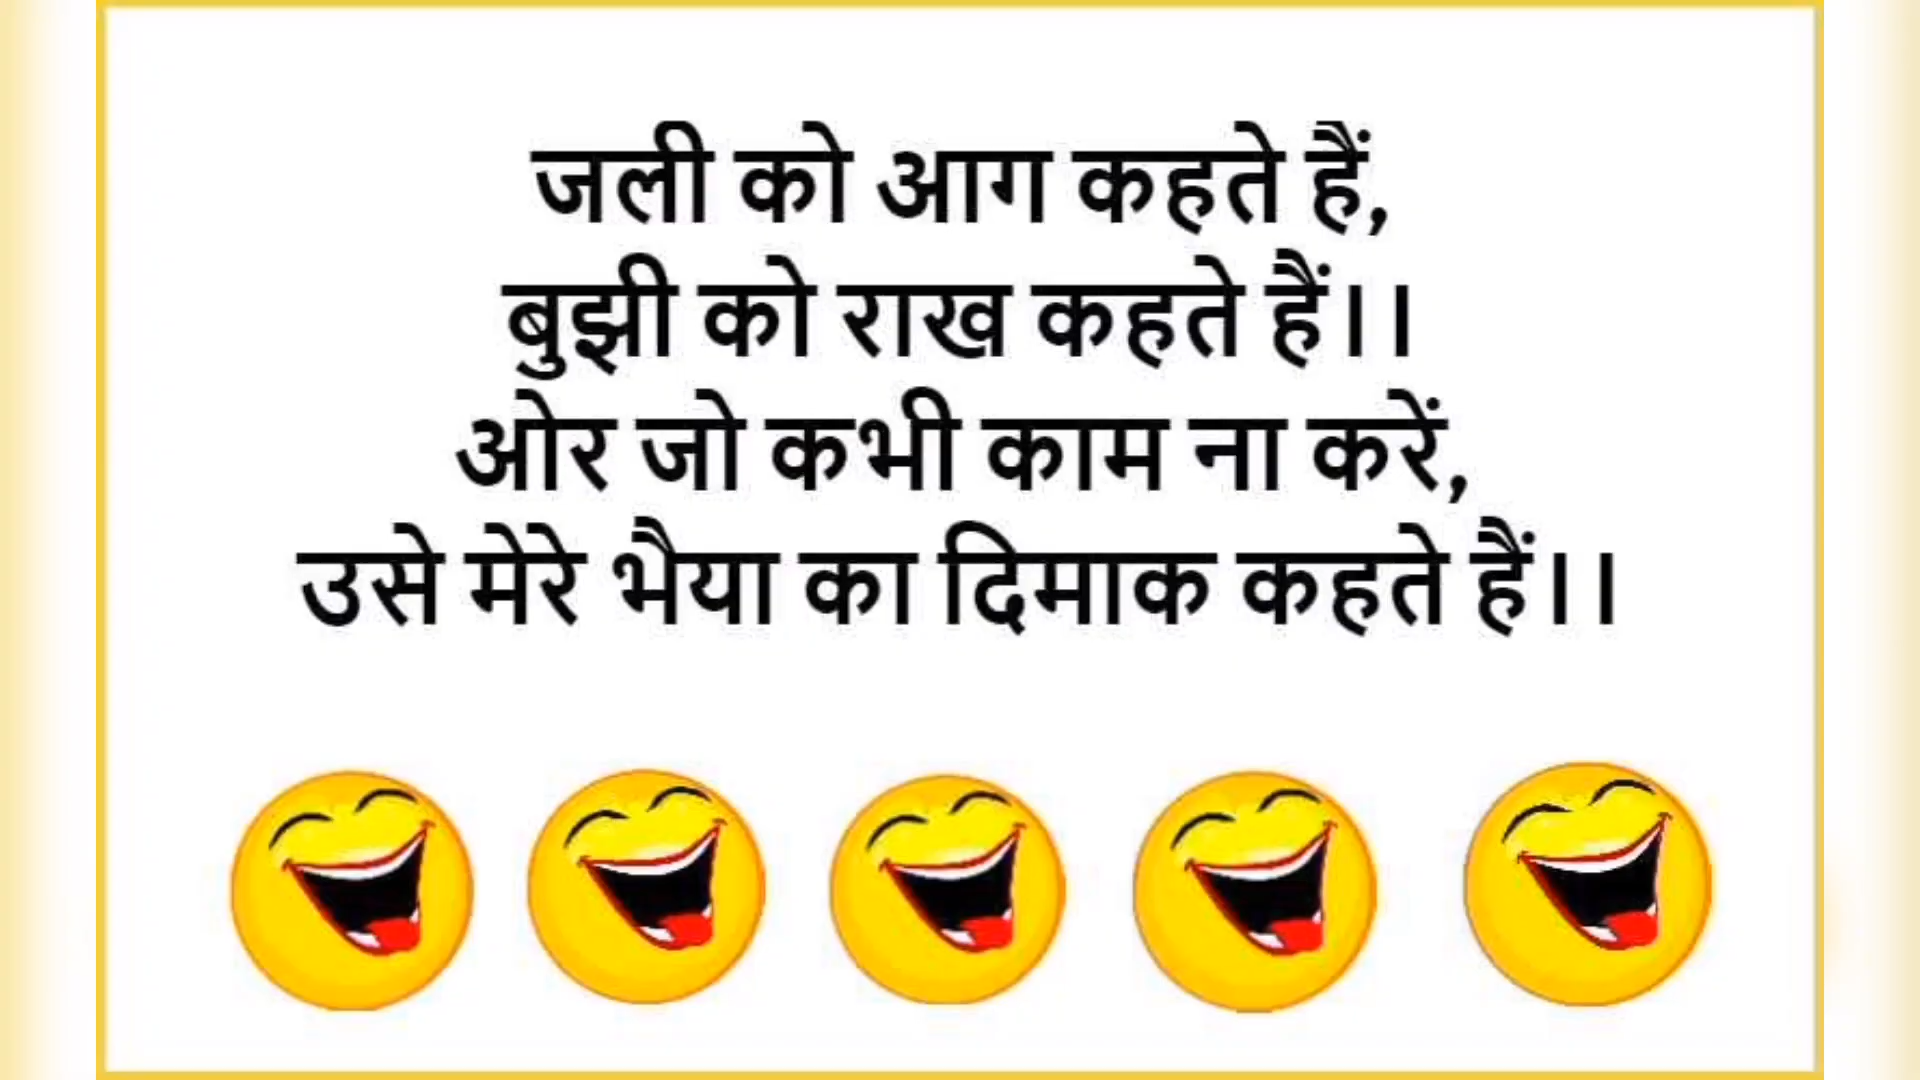 जली को आग कहते हैं,
बुझी को राख कहते हैं।।
ओर जो कभी काम ना करें,
उसे मेरे भैया का दिमाक कहते हैं।।